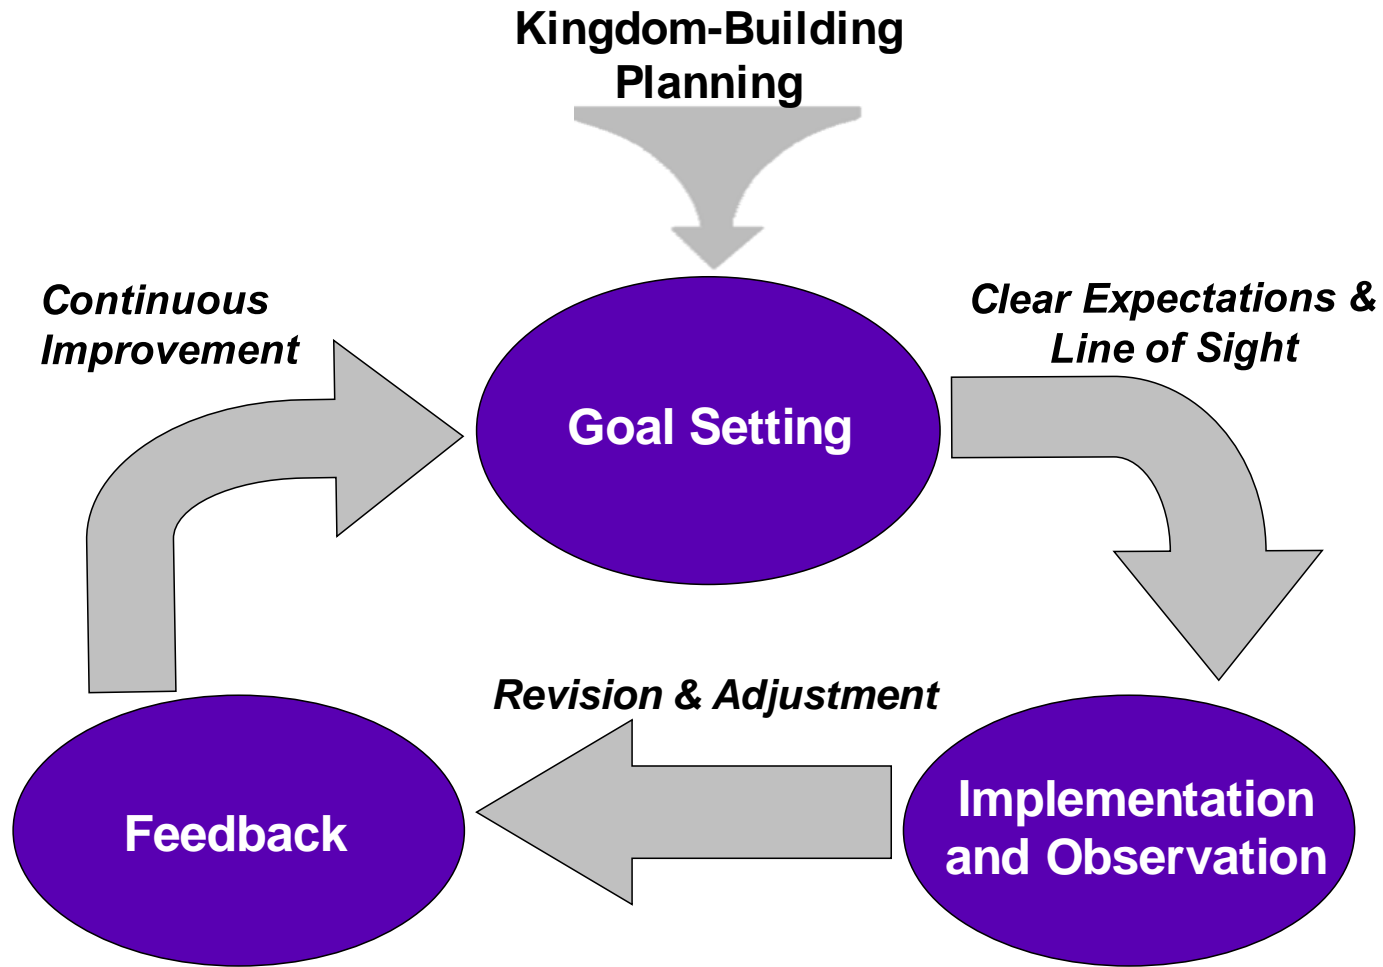 Kingdom-Building
Planning
Continuous
Improvement
Clear Expectations &
Line of Sight
Goal Setting
Revision & Adjustment
Feedback
Implementation
and Observation